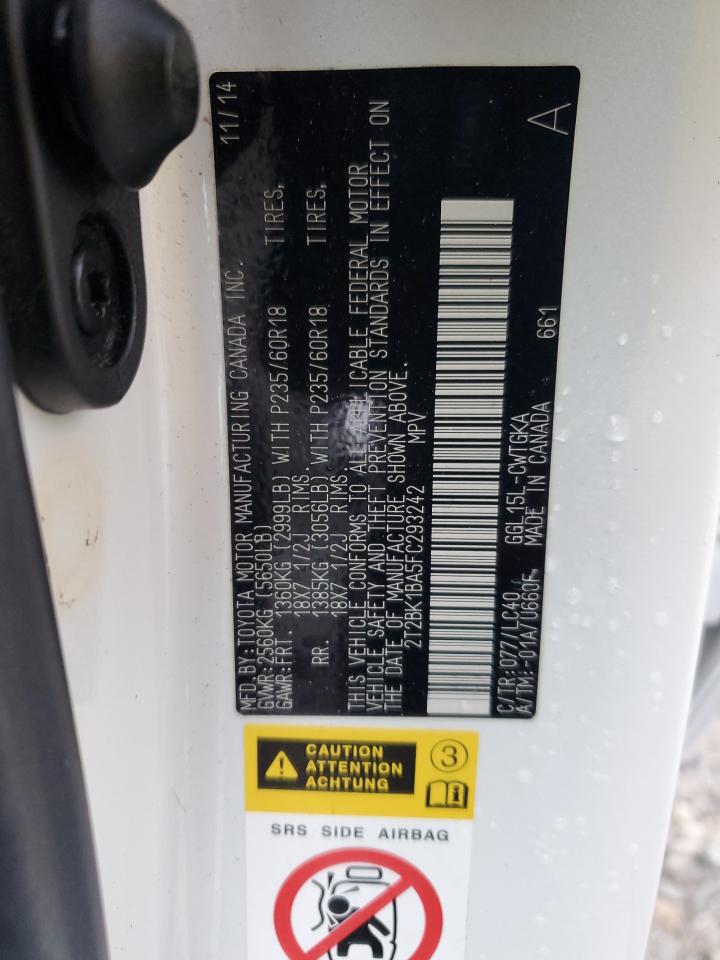 MFD.BY:TOYOTA MOTOR MANUFACTURING CANADA INC. 11/14
GVWR:2560KG(5650LB)
GAWR:FRT. 1360KG (2999LB) WITH P235/60R18 TIRES,
18X7 1/2J RIMS.
RR. 1385KG (3056LB) WITH P235/60R18 TIRES,
18X7 1/2J RIMS.
THIS VEHICLE CONFORMS TO ALL APPLICABLE FEDERAL MOTOR
VEHICLE SAFETY AND THEFT PREVENTION STANDARDS IN EFFECT ON
THE DATE OF MANUFACTURE SHOWN ABOVE.
2T2BK1BA5FC293242 MPV
C/TR:077/LC40 GGL15L-CWTGKA 661
A/TM:-01A/U660F MADE IN CANADA A
CAUTION
ATTENTION
ACHTUNG
3
i
SRS SIDE AIRBAG